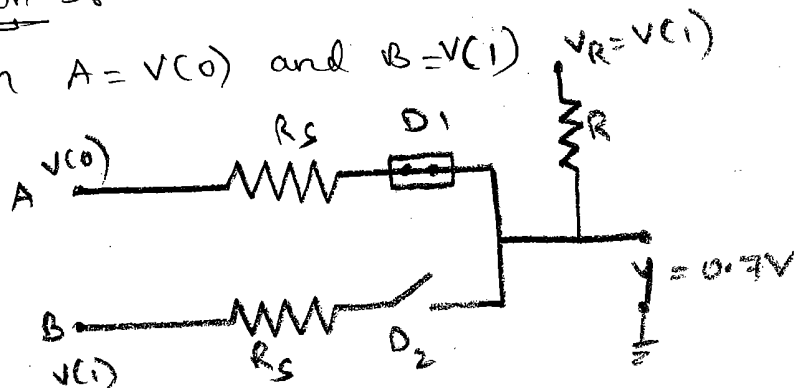 A = V(0) and B = V(1)
VR = V(1)
RS
D1
R
V(0)
A
Y = 0.7V
B
V(1)
RS
D2